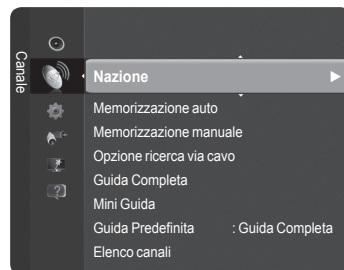 Canale
Nazione
Memorizzazione auto
Memorizzazione manuale
Opzione ricerca via cavo
Guida Completa
Mini Guida
Guida Predefinita : Guida Completa
Elenco canali